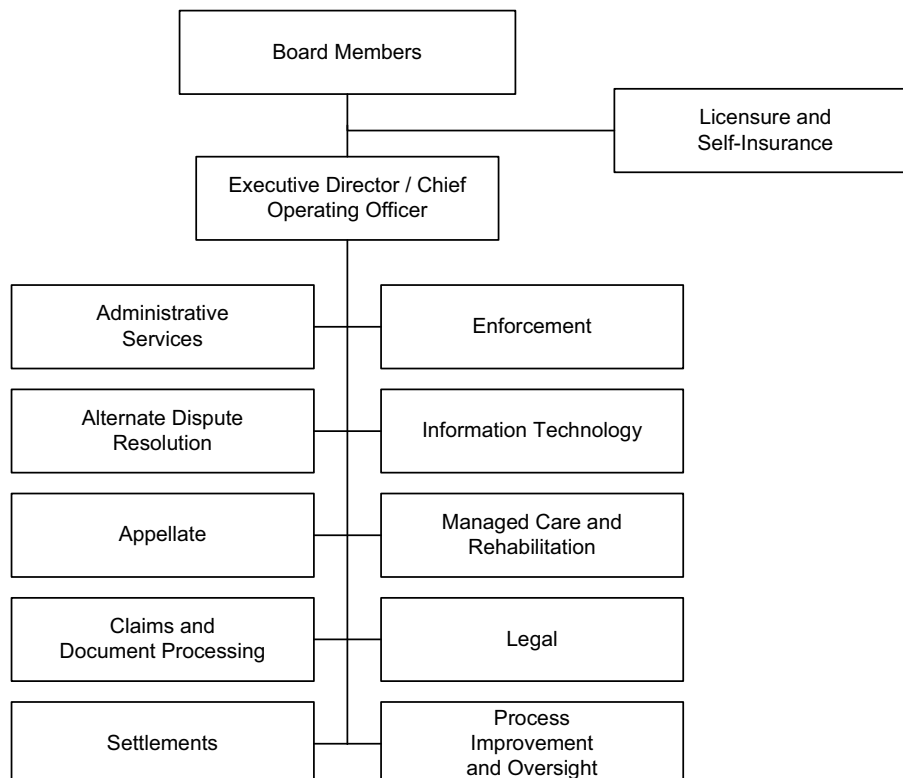 Board Members
Licensure and
Self-Insurance
Executive Director / Chief
Operating Officer
Administrative
Services
Enforcement
Alternate Dispute
Resolution
Information Technology
Appellate
Managed Care and
Rehabilitation
Claims and
Document Processing
Legal
Settlements
Process
Improvement
and Oversight